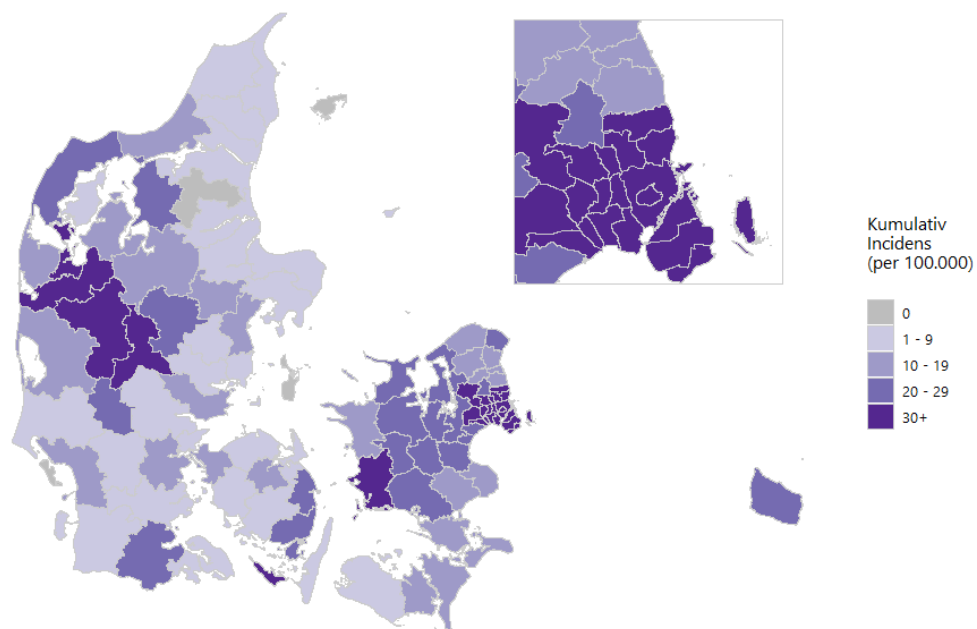 Kumulativ
Incidens
(per 100.000)
0
1 - 9
10 - 19
20 - 29
30+